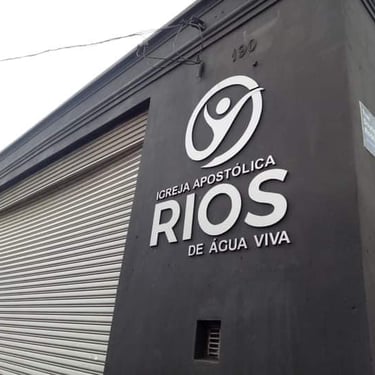 190
IGREJA APOSTÓLICA
RIOS
DE ÁGUA VIVA